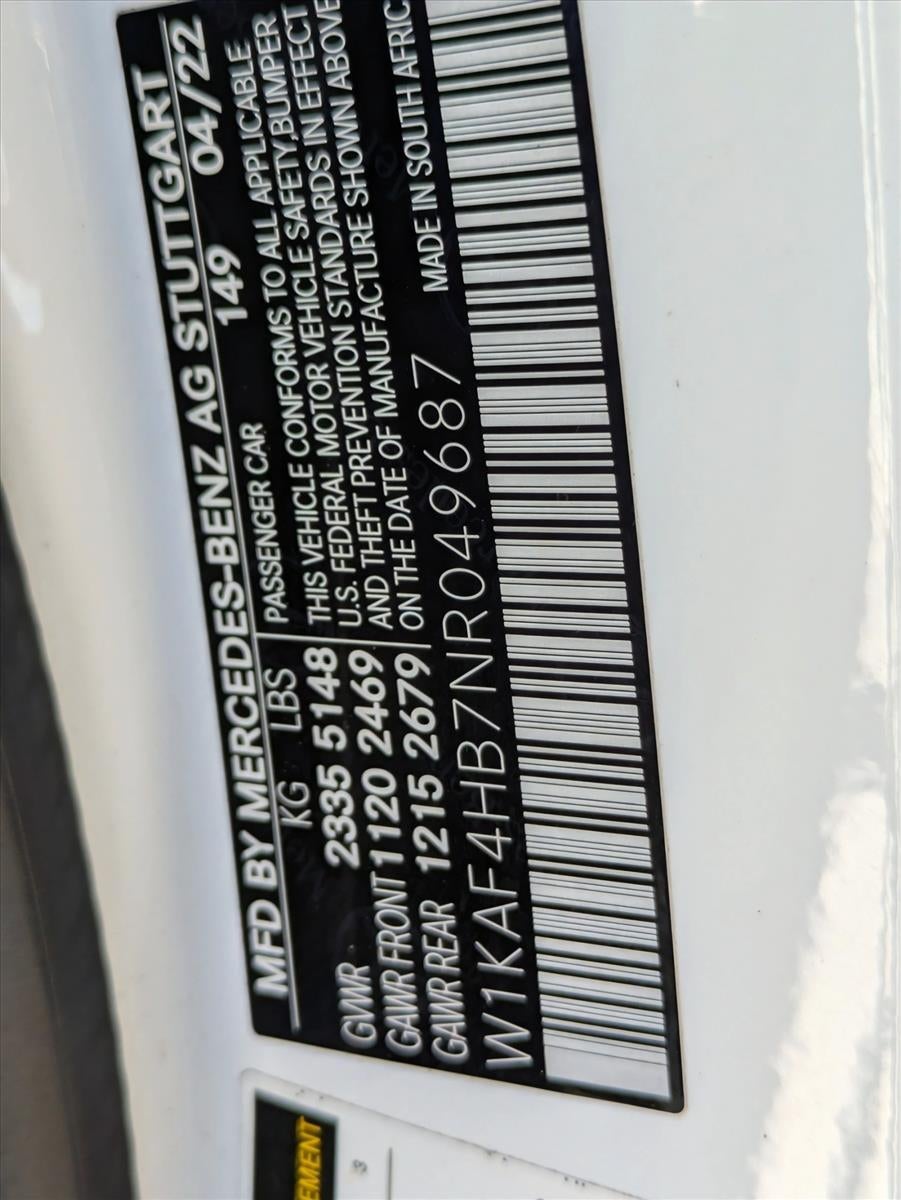 MFD BY MERCEDES-BENZ AG STUTTGART
149 04/22
KG LBS
GVWR 2335 5148
GAWR FRONT 1120 2469
GAWR REAR 1215 2679
PASSENGER CAR
THIS VEHICLE CONFORMS TO ALL APPLICABLE
U.S. FEDERAL MOTOR VEHICLE SAFETY,BUMPER
AND THEFT PREVENTION STANDARDS IN EFFECT
ON THE DATE OF MANUFACTURE SHOWN ABOVE
W1KAF4HB7NR049687
MADE IN SOUTH AFRIC
EMENT